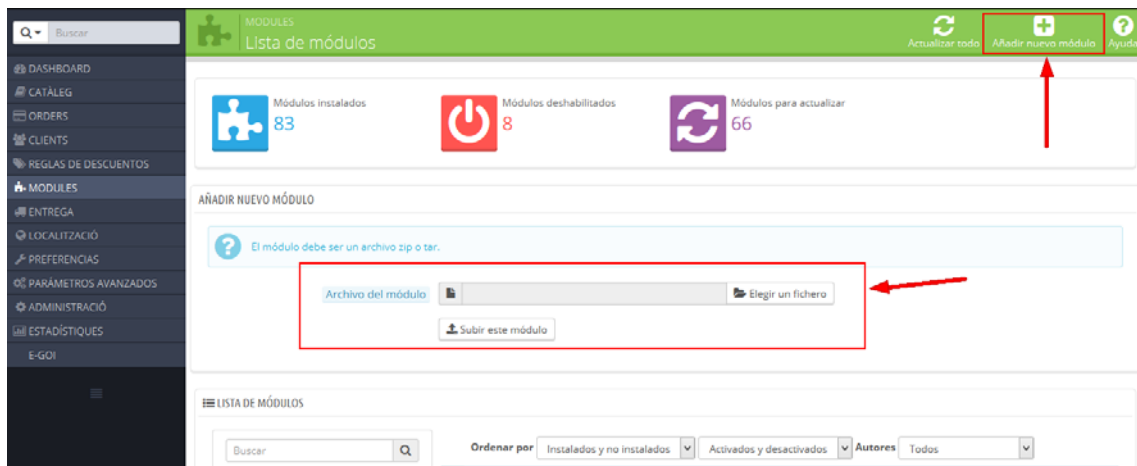 Buscar
DASHBOARD
CATÀLEG
ORDERS
CLIENTS
REGLAS DE DESCUENTOS
MODULES
ENTREGA
LOCALITZACIÓ
PREFERENCIAS
PARÁMETROS AVANZADOS
ADMINISTRACIÓ
ESTADÍSTIQUES
E-GOI
MODULES
Lista de módulos
Actualizar todo
Añadir nuevo módulo
Ayuda
Módulos instalados
83
Módulos deshabilitados
8
Módulos para actualizar
66
AÑADIR NUEVO MÓDULO
El módulo debe ser un archivo zip o tar.
Archivo del módulo
Elegir un fichero
Subir este módulo
LISTA DE MÓDULOS
Buscar
Ordenar por Instalados y no instalados Activados y desactivados Autores Todos